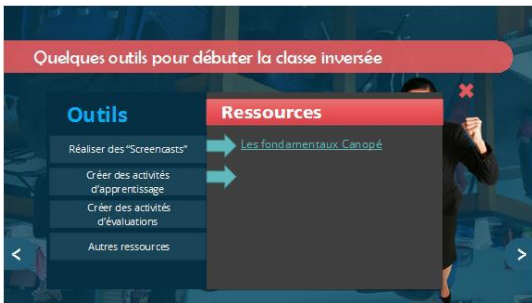 Quelques outils pour débuter la classe inversée
Outils
Ressources
Réaliser des “Screencasts”
Les fondamentaux Canopé
Créer des activités
d’apprentissage
Créer des activités
d’évaluations
Autres ressources